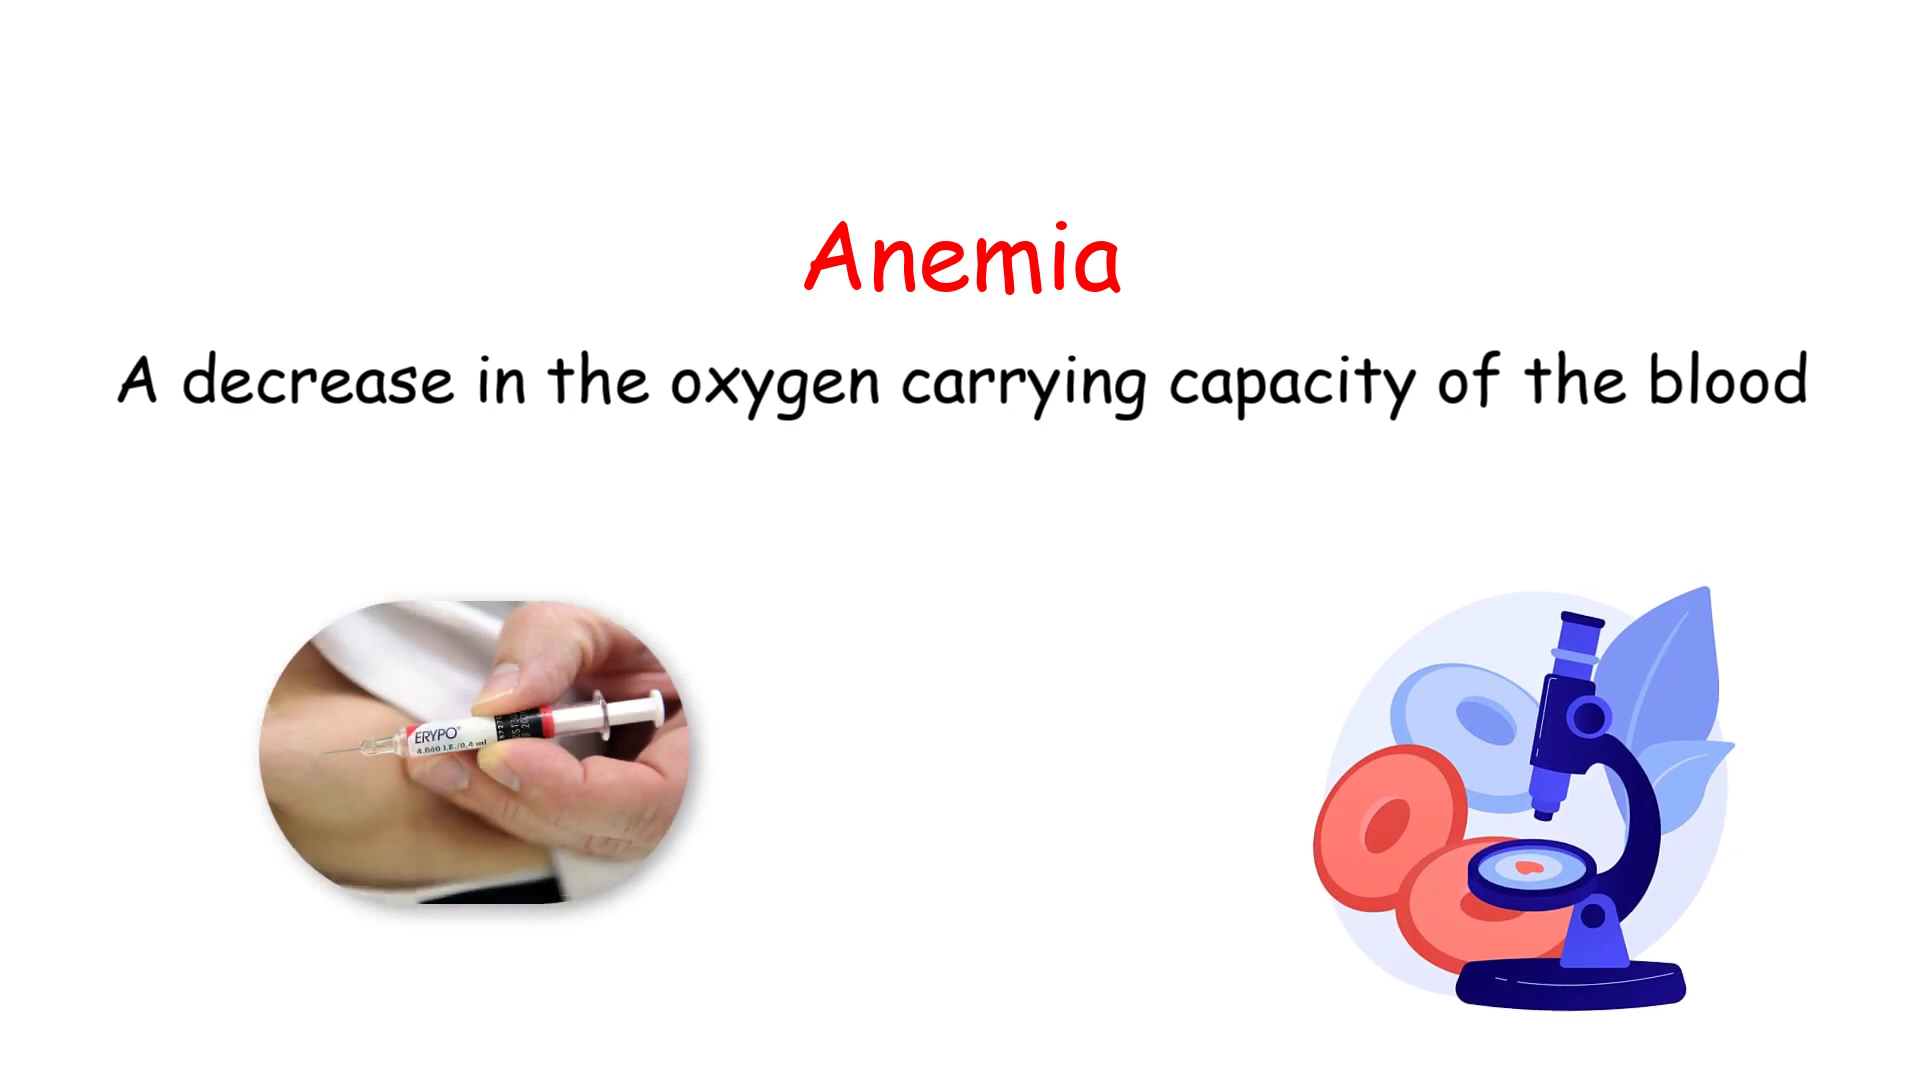 Anemia
A decrease in the oxygen carrying capacity of the blood
ERYPO®
4.000 I.E./0,4 ml